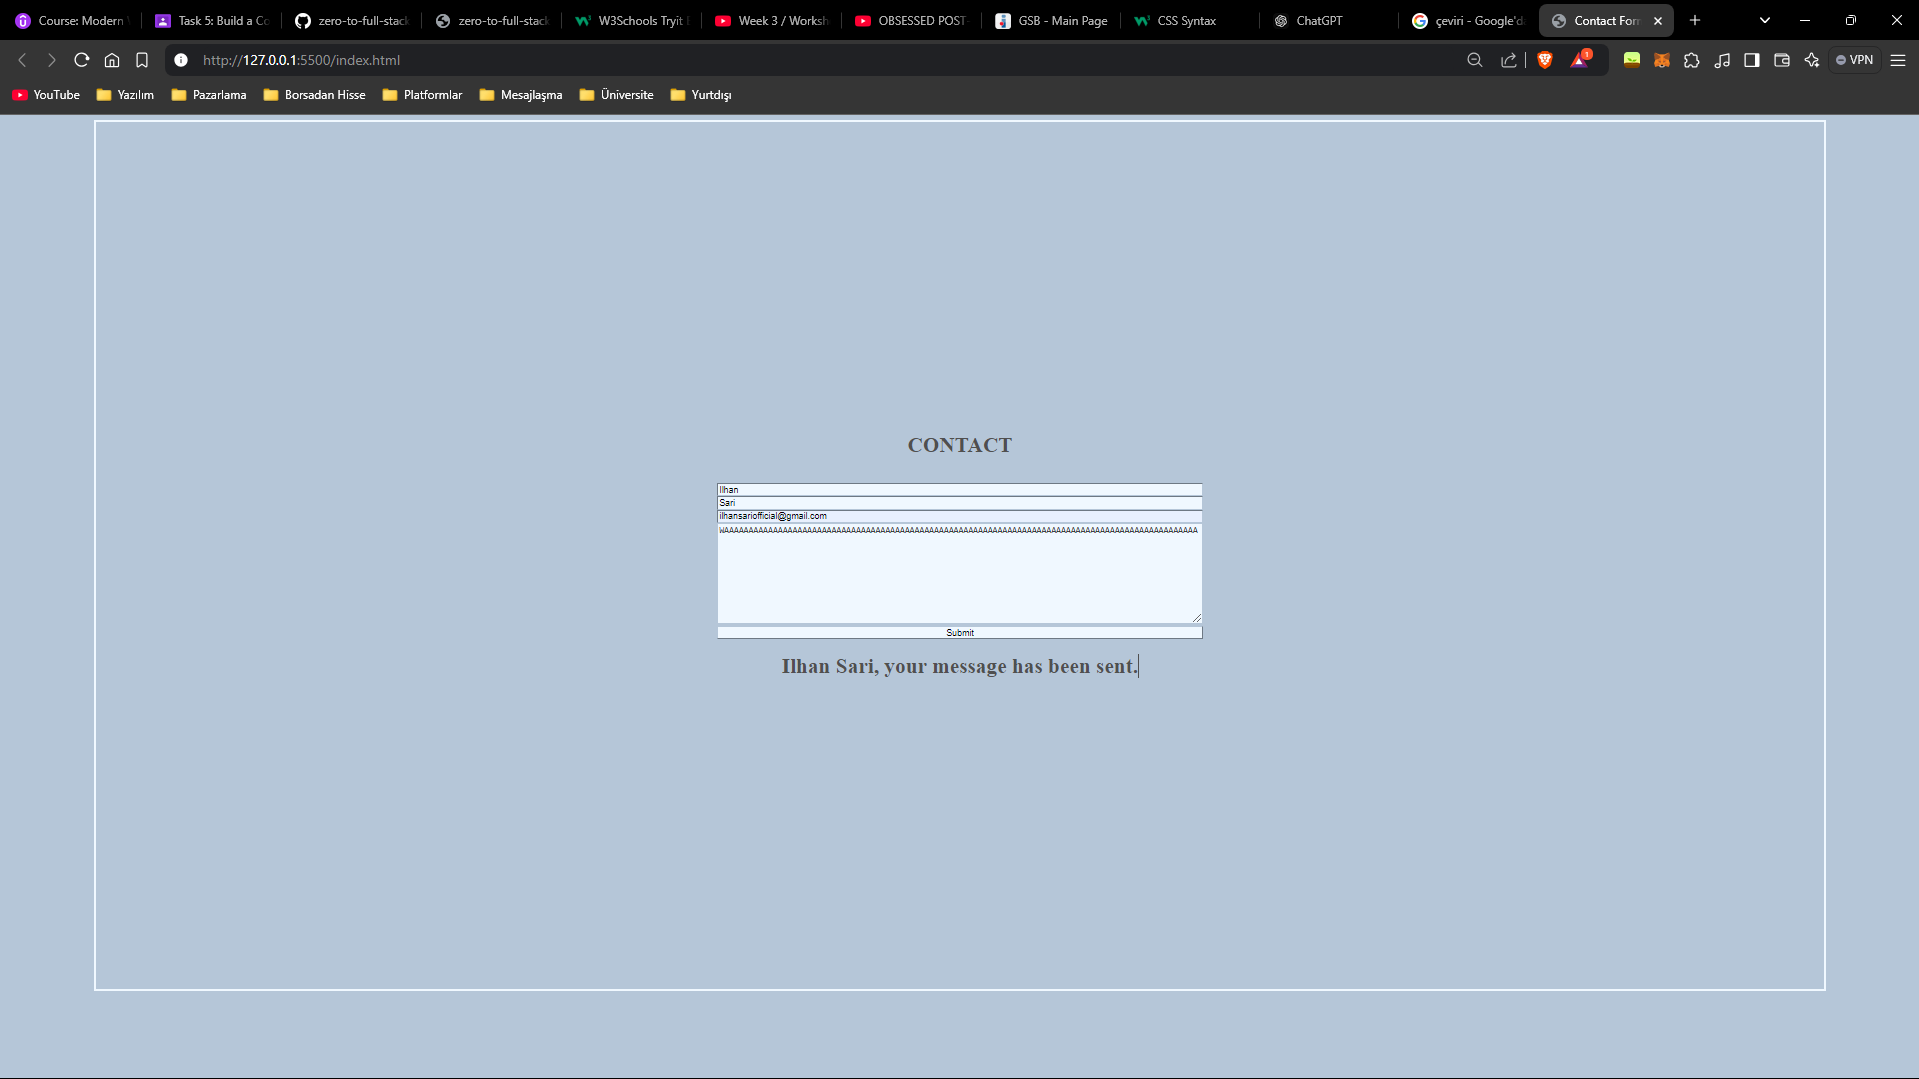 Course: Modern
Task 5: Build a Co
zero-to-full-stack
zero-to-full-stack
W3Schools Tryit E
Week 3 / Worksh
OBSESSED POST-
GSB - Main Page
CSS Syntax
ChatGPT
çeviri - Google'd
Contact For
http://127.0.0.1:5500/index.html
1
VPN
YouTube
Yazılım
Pazarlama
Borsadan Hisse
Platformlar
Mesajlaşma
Üniversite
Yurtdışı
CONTACT
Ilhan
Sari
ilhansariofficial@gmail.com
Submit
Ilhan Sari, your message has been sent.